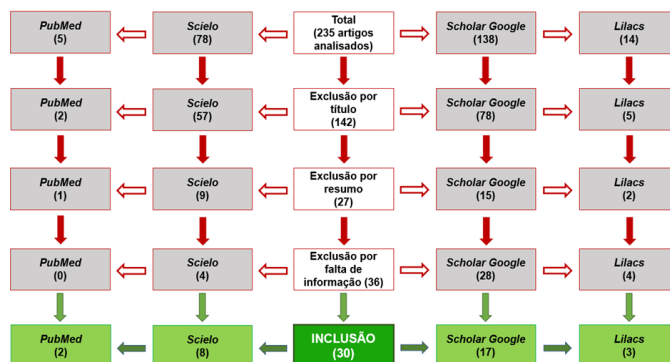 PubMed
(5)
Scielo
(78)
Total
(235 artigos
analisados)
Scholar Google
(138)
Lilacs
(14)
PubMed
(2)
Scielo
(57)
Exclusão por
título
(142)
Scholar Google
(78)
Lilacs
(5)
PubMed
(1)
Scielo
(9)
Exclusão por
resumo
(27)
Scholar Google
(15)
Lilacs
(2)
PubMed
(0)
Scielo
(4)
Exclusão por
falta de
informação (36)
Scholar Google
(28)
Lilacs
(4)
PubMed
(2)
Scielo
(8)
INCLUSÃO
(30)
Scholar Google
(17)
Lilacs
(3)